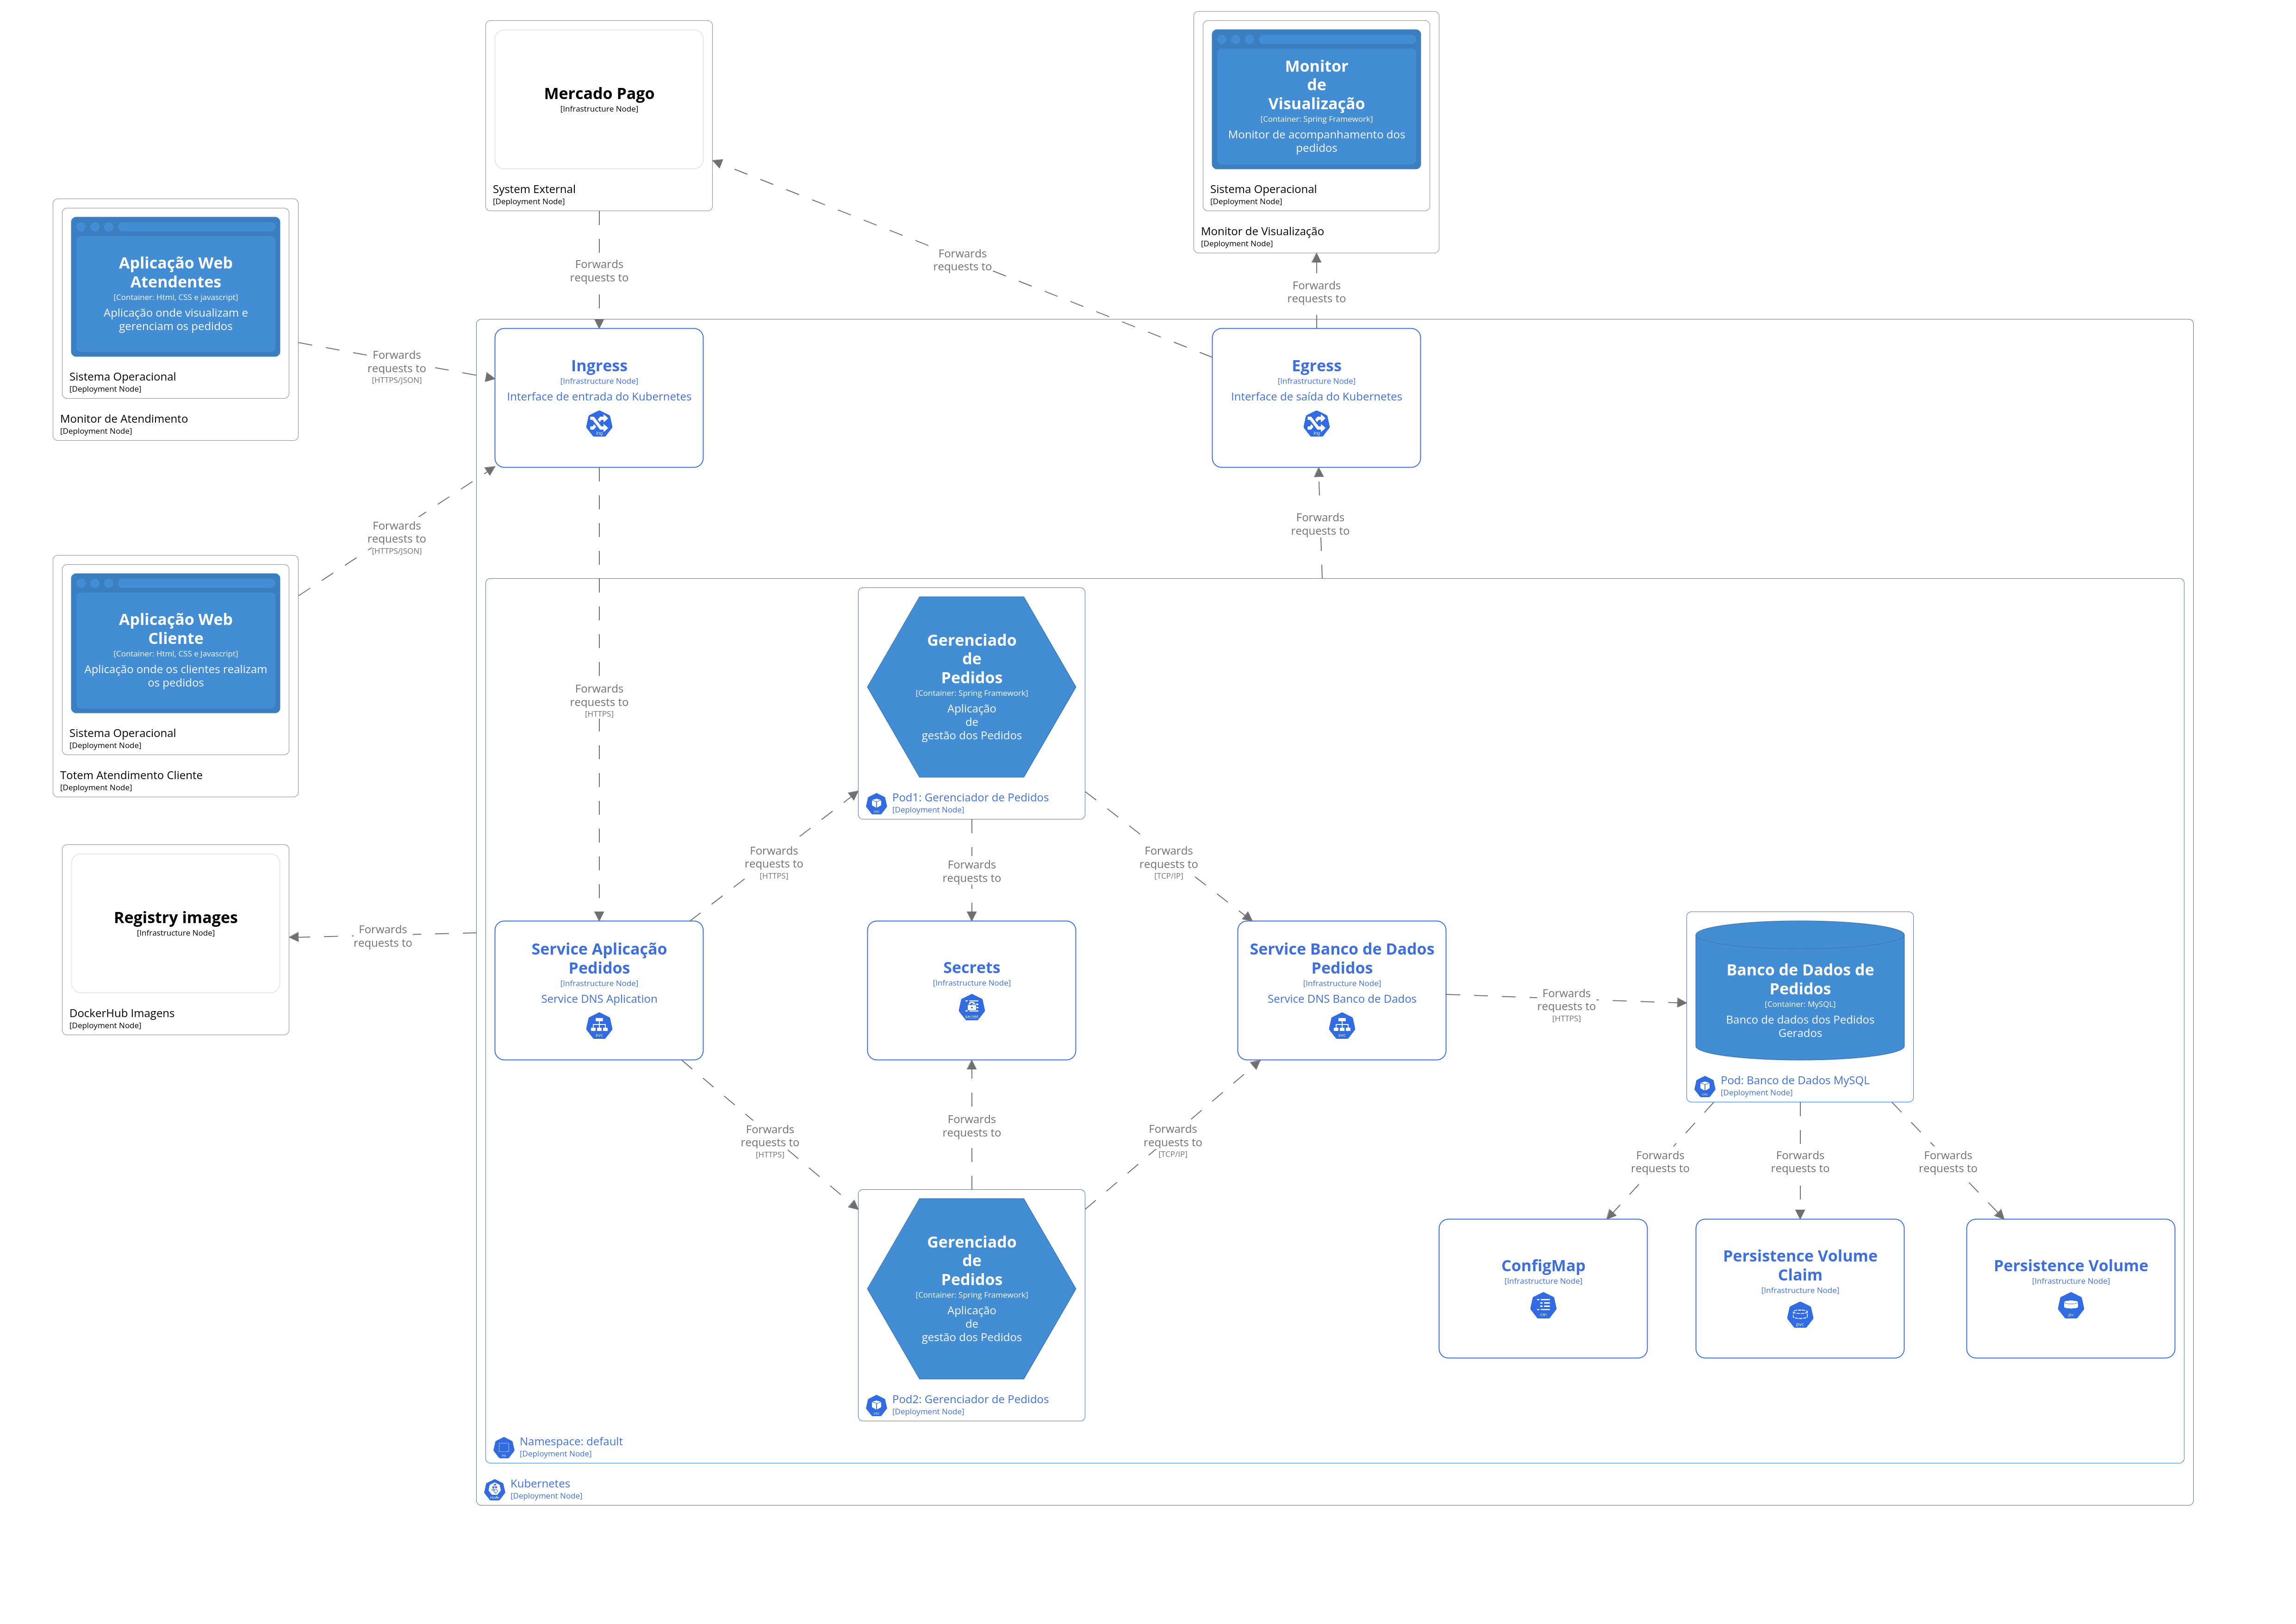 Mercado Pago
[Infrastructure Node]
System External
[Deployment Node]
Monitor
de
Visualização
[Container: Spring Framework]
Monitor de acompanhamento dos
pedidos
Sistema Operacional
[Deployment Node]
Monitor de Visualização
[Deployment Node]
Aplicação Web
Atendentes
[Container: Html, CSS e javascript]
Aplicação onde visualizam e
gerenciam os pedidos
Sistema Operacional
[Deployment Node]
Monitor de Atendimento
[Deployment Node]
Forwards
requests to
Forwards
requests to
Forwards
requests to
Forwards
requests to
[HTTPS/JSON]
Ingress
[Infrastructure Node]
Interface de entrada do Kubernetes
ing
Egress
[Infrastructure Node]
Interface de saída do Kubernetes
ing
Forwards
requests to
[HTTPS/JSON]
Forwards
requests to
Aplicação Web
Cliente
[Container: Html, CSS e Javascript]
Aplicação onde os clientes realizam
os pedidos
Sistema Operacional
[Deployment Node]
Totem Atendimento Cliente
[Deployment Node]
Forwards
requests to
[HTTPS]
Gerenciado
de
Pedidos
[Container: Spring Framework]
Aplicação
de
gestão dos Pedidos
Pod1: Gerenciador de Pedidos
[Deployment Node]
Forwards
requests to
[HTTPS]
Forwards
requests to
Forwards
requests to
[TCP/IP]
Registry images
[Infrastructure Node]
DockerHub Imagens
[Deployment Node]
Forwards
requests to
Service Aplicação
Pedidos
[Infrastructure Node]
Service DNS Aplication
svc
Secrets
[Infrastructure Node]
secret
Service Banco de Dados
Pedidos
[Infrastructure Node]
Service DNS Banco de Dados
svc
Forwards
requests to
[HTTPS]
Banco de Dados de
Pedidos
[Container: MySQL]
Banco de dados dos Pedidos
Gerados
Pod: Banco de Dados MySQL
[Deployment Node]
Forwards
requests to
[HTTPS]
Forwards
requests to
Forwards
requests to
[TCP/IP]
Forwards
requests to
Forwards
requests to
Forwards
requests to
Gerenciado
de
Pedidos
[Container: Spring Framework]
Aplicação
de
gestão dos Pedidos
Pod2: Gerenciador de Pedidos
[Deployment Node]
ConfigMap
[Infrastructure Node]
Persistence Volume
Claim
[Infrastructure Node]
pvc
Persistence Volume
[Infrastructure Node]
pv
Namespace: default
[Deployment Node]
Kubernetes
[Deployment Node]